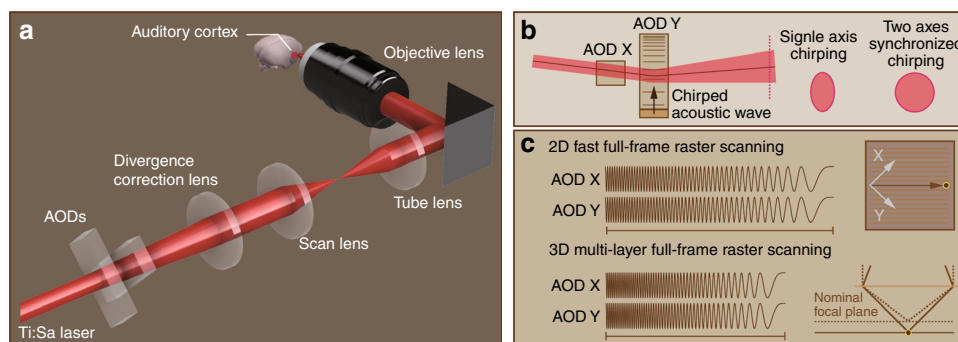 a
Auditory cortex
Objective lens
Divergence
correction lens
AODs
Tube lens
Scan lens
Ti:Sa laser
b
AOD X
AOD Y
Chirped
acoustic wave
Signle axis
chirping
Two axes
synchronized
chirping
c
2D fast full-frame raster scanning
AOD X
AOD Y
X
Y
3D multi-layer full-frame raster scanning
AOD X
AOD Y
Nominal
focal plane